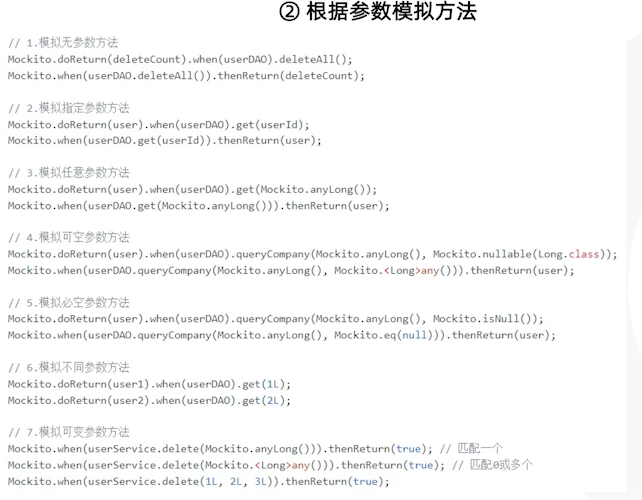 ② 根据参数模拟方法
// 1.模拟无参数方法
Mockito.doReturn(deleteCount).when(userDAO).deleteAll();
Mockito.when(userDAO.deleteAll()).thenReturn(deleteCount);
// 2.模拟指定参数方法
Mockito.doReturn(user).when(userDAO).get(userId);
Mockito.when(userDAO.get(userId)).thenReturn(user);
// 3.模拟任意参数方法
Mockito.doReturn(user).when(userDAO).get(Mockito.anyLong());
Mockito.when(userDAO.get(Mockito.anyLong())).thenReturn(user);
// 4.模拟可空参数方法
Mockito.doReturn(user).when(userDAO).queryCompany(Mockito.anyLong(), Mockito.nullable(Long.class));
Mockito.when(userDAO.queryCompany(Mockito.anyLong(), Mockito.<Long>any())).thenReturn(user);
// 5.模拟必空参数方法
Mockito.doReturn(user).when(userDAO).queryCompany(Mockito.anyLong(), Mockito.isNull());
Mockito.when(userDAO.queryCompany(Mockito.anyLong(), Mockito.eq(null))).thenReturn(user);
// 6.模拟不同参数方法
Mockito.doReturn(user1).when(userDAO).get(1L);
Mockito.doReturn(user2).when(userDAO).get(2L);
// 7.模拟可变参数方法
Mockito.when(userService.delete(Mockito.anyLong())).thenReturn(true); // 匹配一个
Mockito.when(userService.delete(Mockito.<Long>any())).thenReturn(true); // 匹配0或多个
Mockito.when(userService.delete(1L, 2L, 3L)).thenReturn(true);